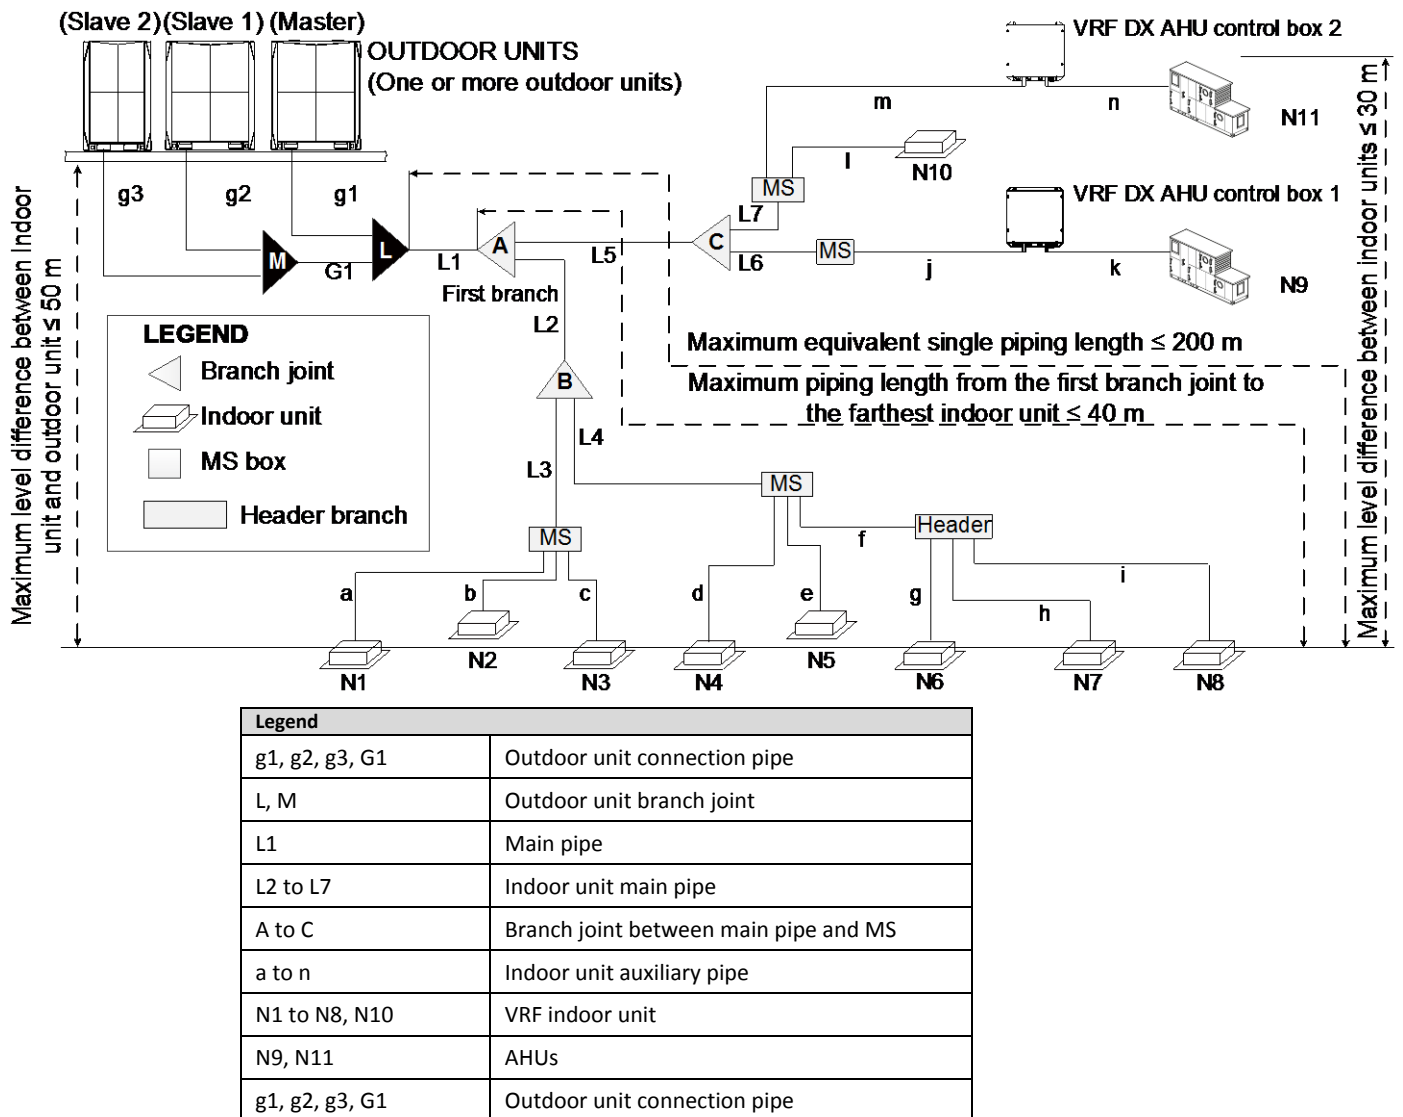 (Slave 2) (Slave 1) (Master)
OUTDOOR UNITS
(One or more outdoor units)
VRF DX AHU control box 2
m
n
N11
l
N10
MS
L7
VRF DX AHU control box 1
g3
g2
g1
M
G1
L
L1
A
First branch
L5
C
L6
MS
j
k
N9
L2
Maximum level difference between Indoor
unit and outdoor unit ≤ 50 m
Maximum level difference between indoor units ≤ 30 m
Maximum equivalent single piping length ≤ 200 m
Maximum piping length from the first branch joint to
the farthest indoor unit ≤ 40 m
LEGEND
Branch joint
Indoor unit
MS box
Header branch
B
L4
L3
MS
MS
Header
f
a
b
c
d
e
g
h
i
N1
N2
N3
N4
N5
N6
N7
N8
Legend
g1, g2, g3, G1 Outdoor unit connection pipe
L, M Outdoor unit branch joint
L1 Main pipe
L2 to L7 Indoor unit main pipe
A to C Branch joint between main pipe and MS
a to n Indoor unit auxiliary pipe
N1 to N8, N10 VRF indoor unit
N9, N11 AHUs
g1, g2, g3, G1 Outdoor unit connection pipe